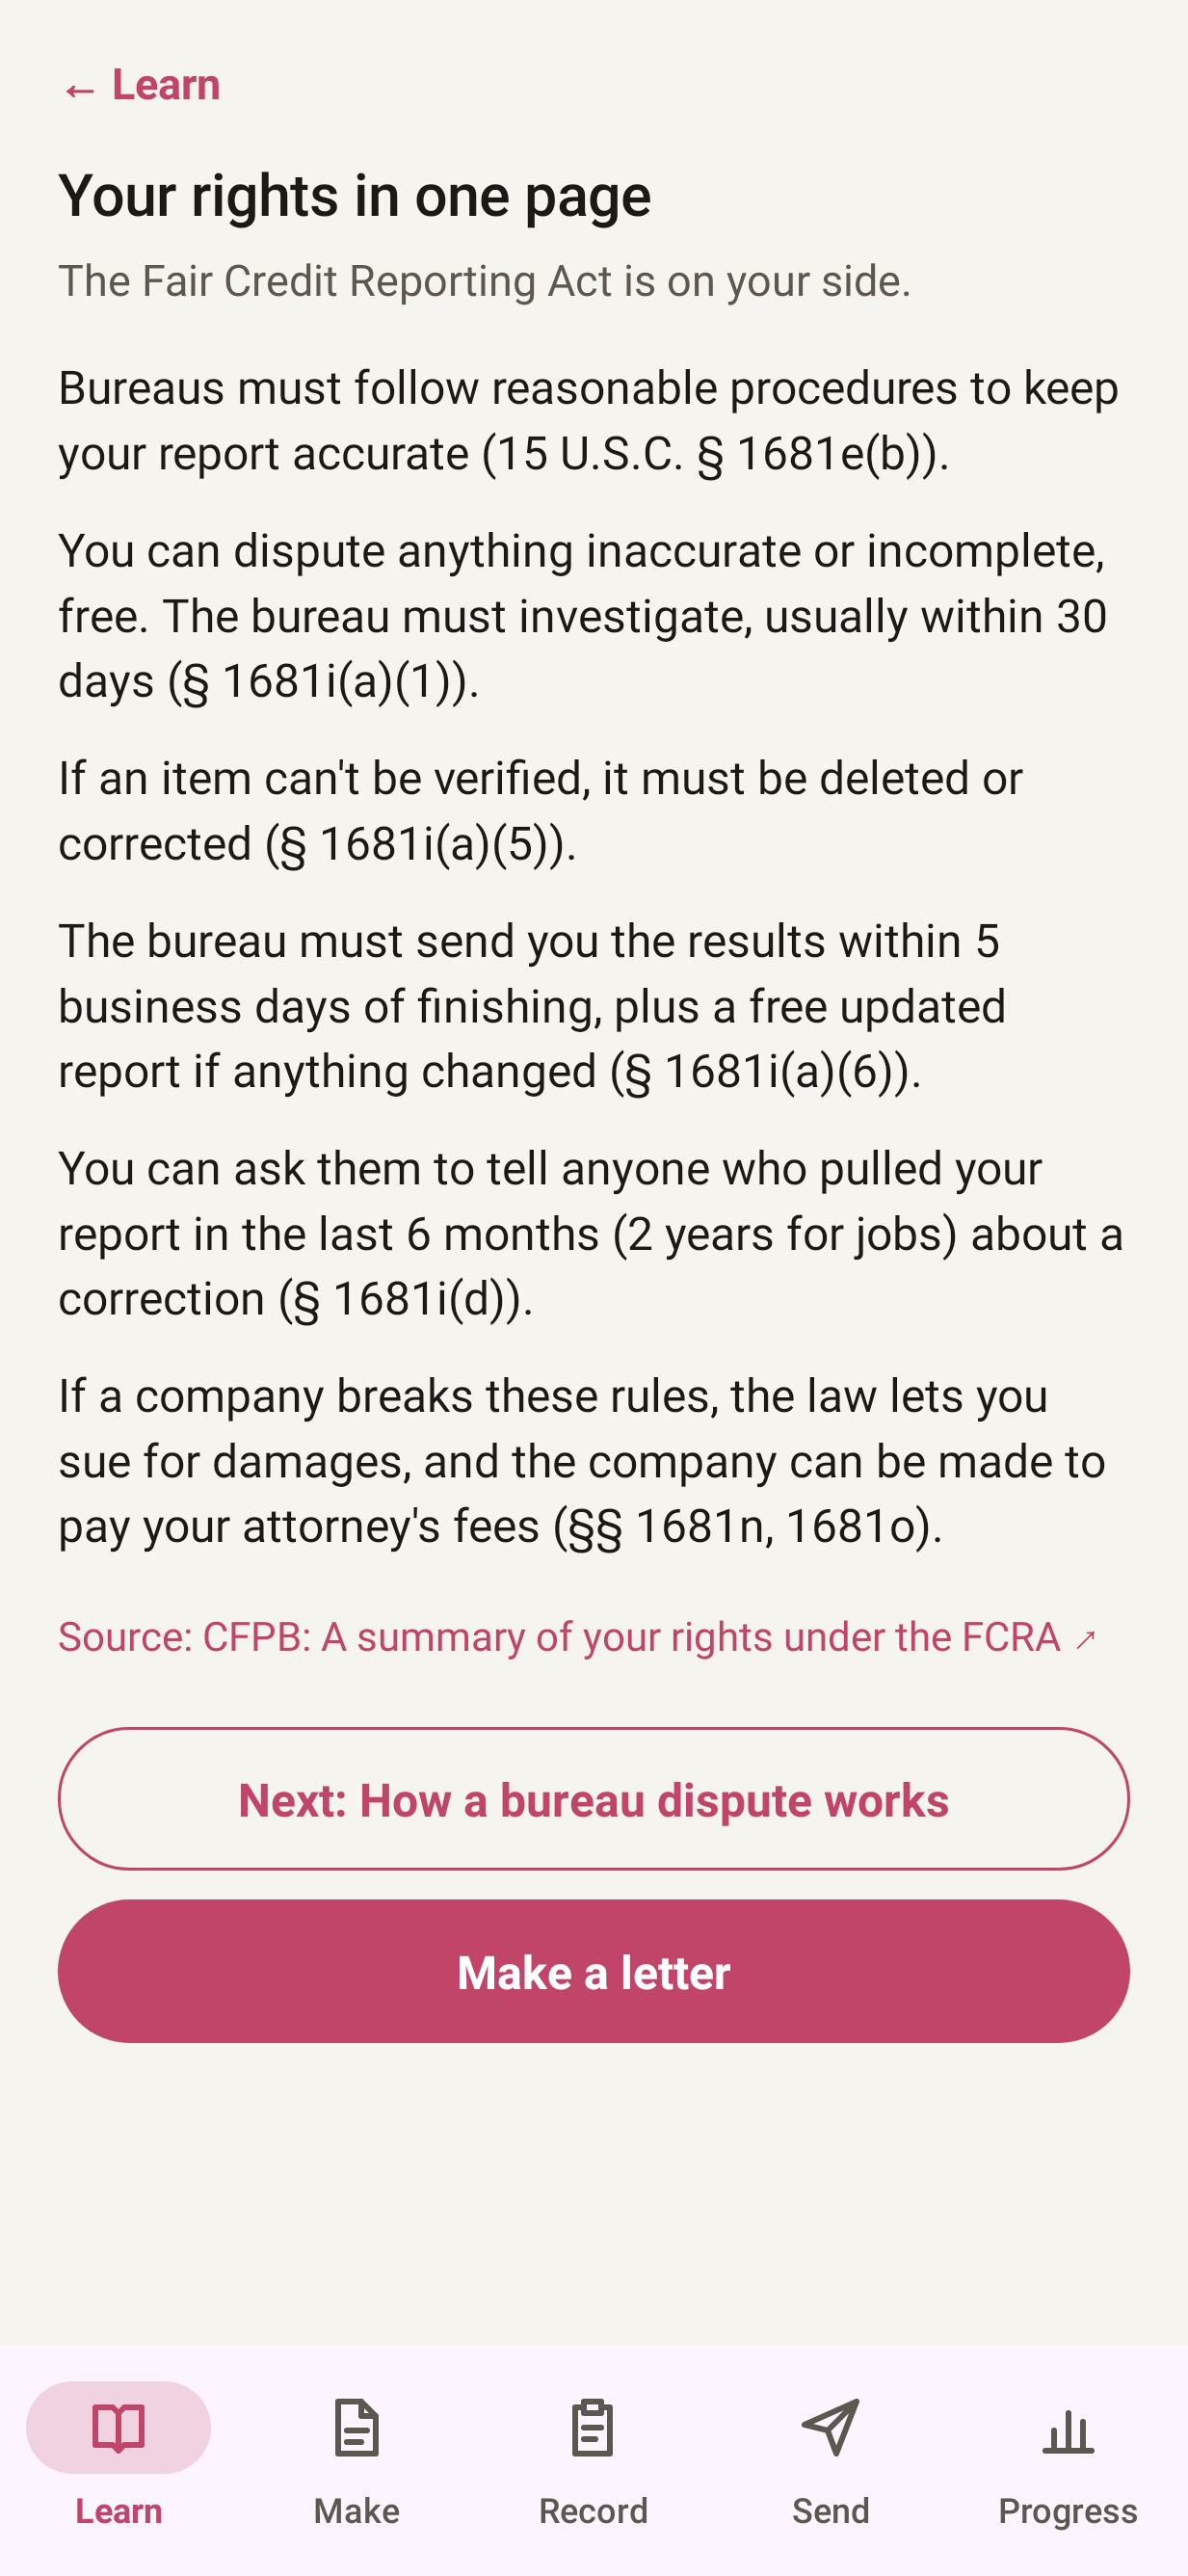 ← Learn
Your rights in one page
The Fair Credit Reporting Act is on your side.
Bureaus must follow reasonable procedures to keep
your report accurate (15 U.S.C. § 1681e(b)).
You can dispute anything inaccurate or incomplete,
free. The bureau must investigate, usually within 30
days (§ 1681i(a)(1)).
If an item can't be verified, it must be deleted or
corrected (§ 1681i(a)(5)).
The bureau must send you the results within 5
business days of finishing, plus a free updated
report if anything changed (§ 1681i(a)(6)).
You can ask them to tell anyone who pulled your
report in the last 6 months (2 years for jobs) about a
correction (§ 1681i(d)).
If a company breaks these rules, the law lets you
sue for damages, and the company can be made to
pay your attorney's fees (§§ 1681n, 1681o).
Source: CFPB: A summary of your rights under the FCRA ↗
Next: How a bureau dispute works
Make a letter
Learn
Make
Record
Send
Progress